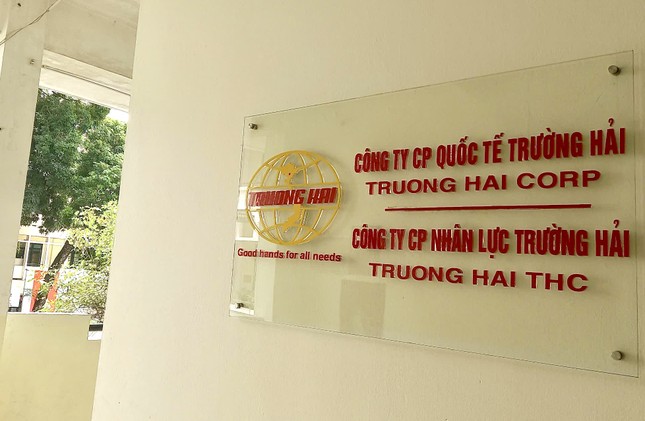 TRUONG HAI
Good hands for all needs
CÔNG TY CP QUỐC TẾ TRƯỜNG HẢI
TRUONG HAI CORP
CÔNG TY CP NHÂN LỰC TRƯỜNG HẢI
TRUONG HAI THC